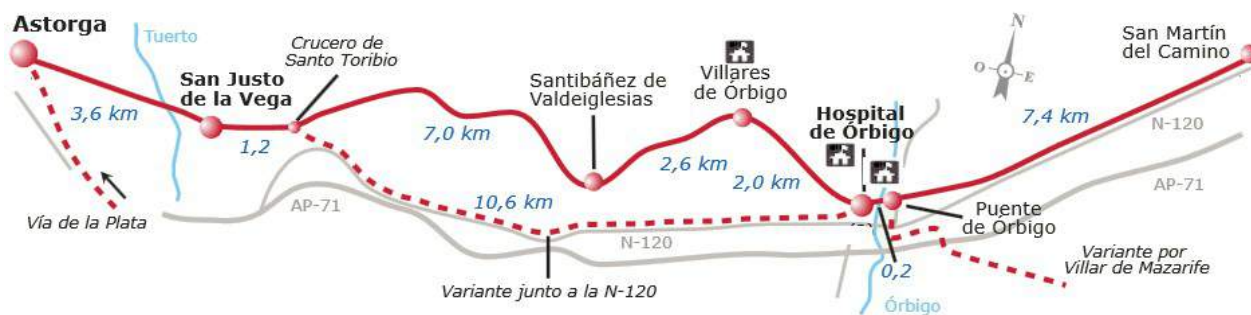 Astorga
Tuerto
Crucero de
Santo Toribio
San Justo
de la Vega
3,6 km
1,2
7,0 km
Santibáñez de
Valdeiglesias
Villares
de Órbigo
2,6 km
2,0 km
Hospital
de Órbigo
N
O
E
San Martín
del Camino
7,4 km
N-120
AP-71
Vía de la Plata
AP-71
10,6 km
N-120
Variante junto a la N-120
Puente
de Órbigo
0,2
Órbigo
Variante por
Villar de Mazarife